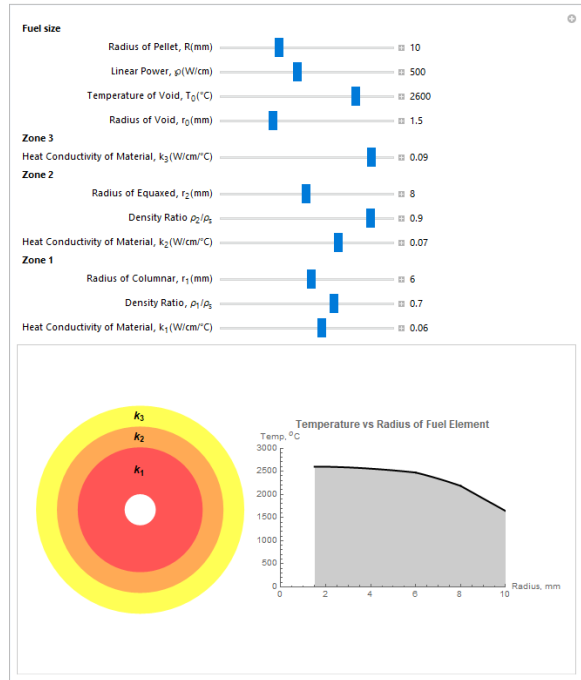 Fuel size
Radius of Pellet, R(mm) 10
Linear Power, ℘(W/cm) 500
Temperature of Void, T₀(°C) 2600
Radius of Void, r₀(mm) 1.5
Zone 3
Heat Conductivity of Material, k₃(W/cm/°C) 0.09
Zone 2
Radius of Equaxed, r₂(mm) 8
Density Ratio ρ₂/ρₛ 0.9
Heat Conductivity of Material, k₂(W/cm/°C) 0.07
Zone 1
Radius of Columnar, r₁(mm) 6
Density Ratio, ρ₁/ρₛ 0.7
Heat Conductivity of Material, k₁(W/cm/°C) 0.06
k₃
k₂
k₁
Temperature vs Radius of Fuel Element
Temp, °C
3000
2500
2000
1500
1000
500
0
0 2 4 6 8 10
Radius, mm